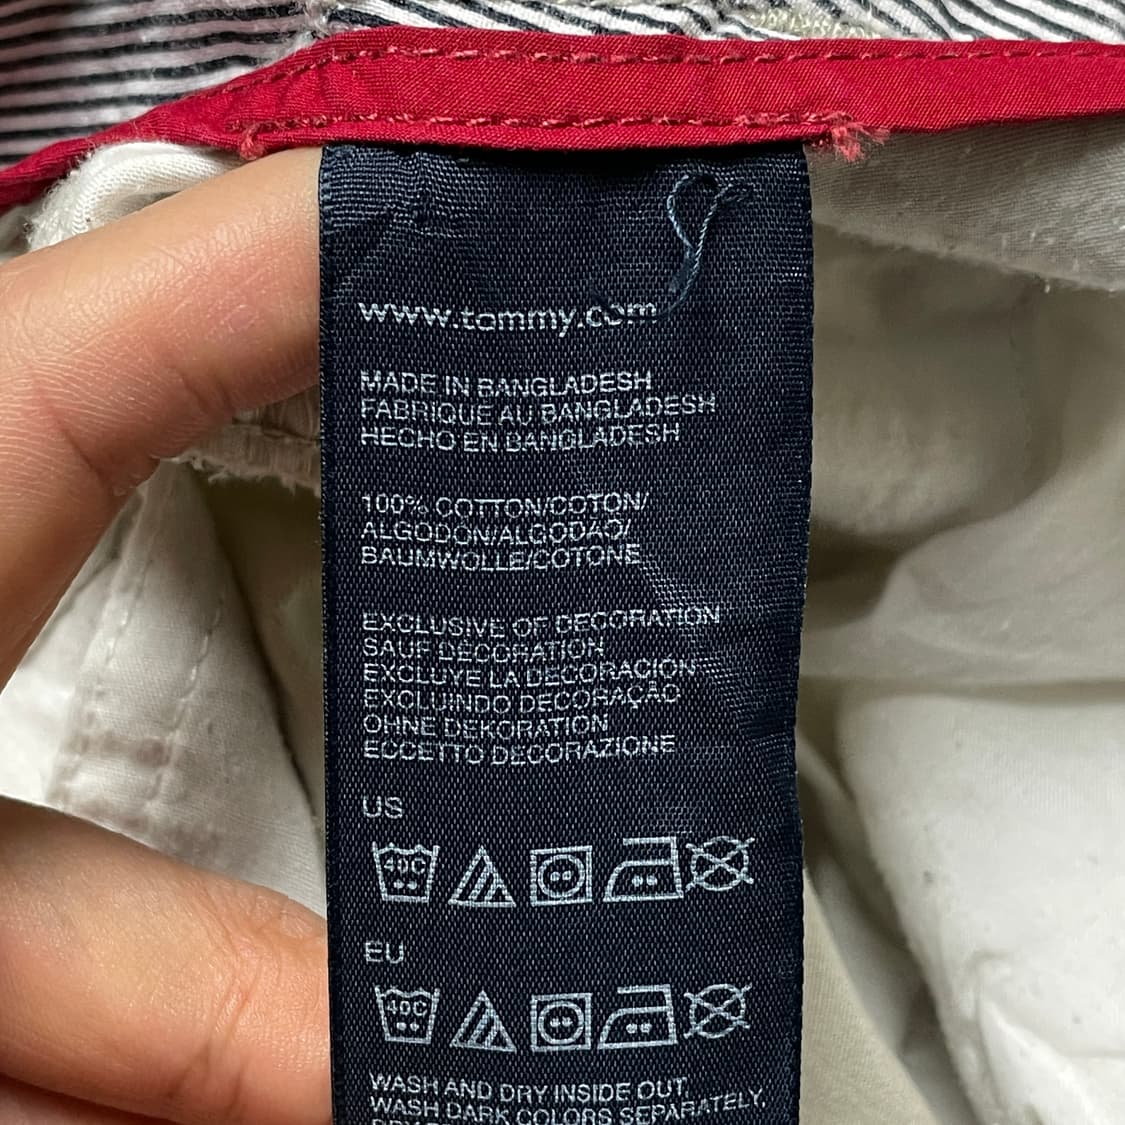 www.tommy.com
MADE IN BANGLADESH
FABRIQUE AU BANGLADESH
HECHO EN BANGLADESH
100% COTTON/COTON/
ALGODÓN/ALGODÃO/
BAUMWOLLE/COTONE
EXCLUSIVE OF DECORATION
SAUF DECORATION
EXCLUYE LA DECORACION
EXCLUINDO DECORAÇÃO
OHNE DEKORATION
ECCETTO DECORAZIONE
US
40C
EU
40C
WASH AND DRY INSIDE OUT,
WASH DARK COLORS SEPARATELY.